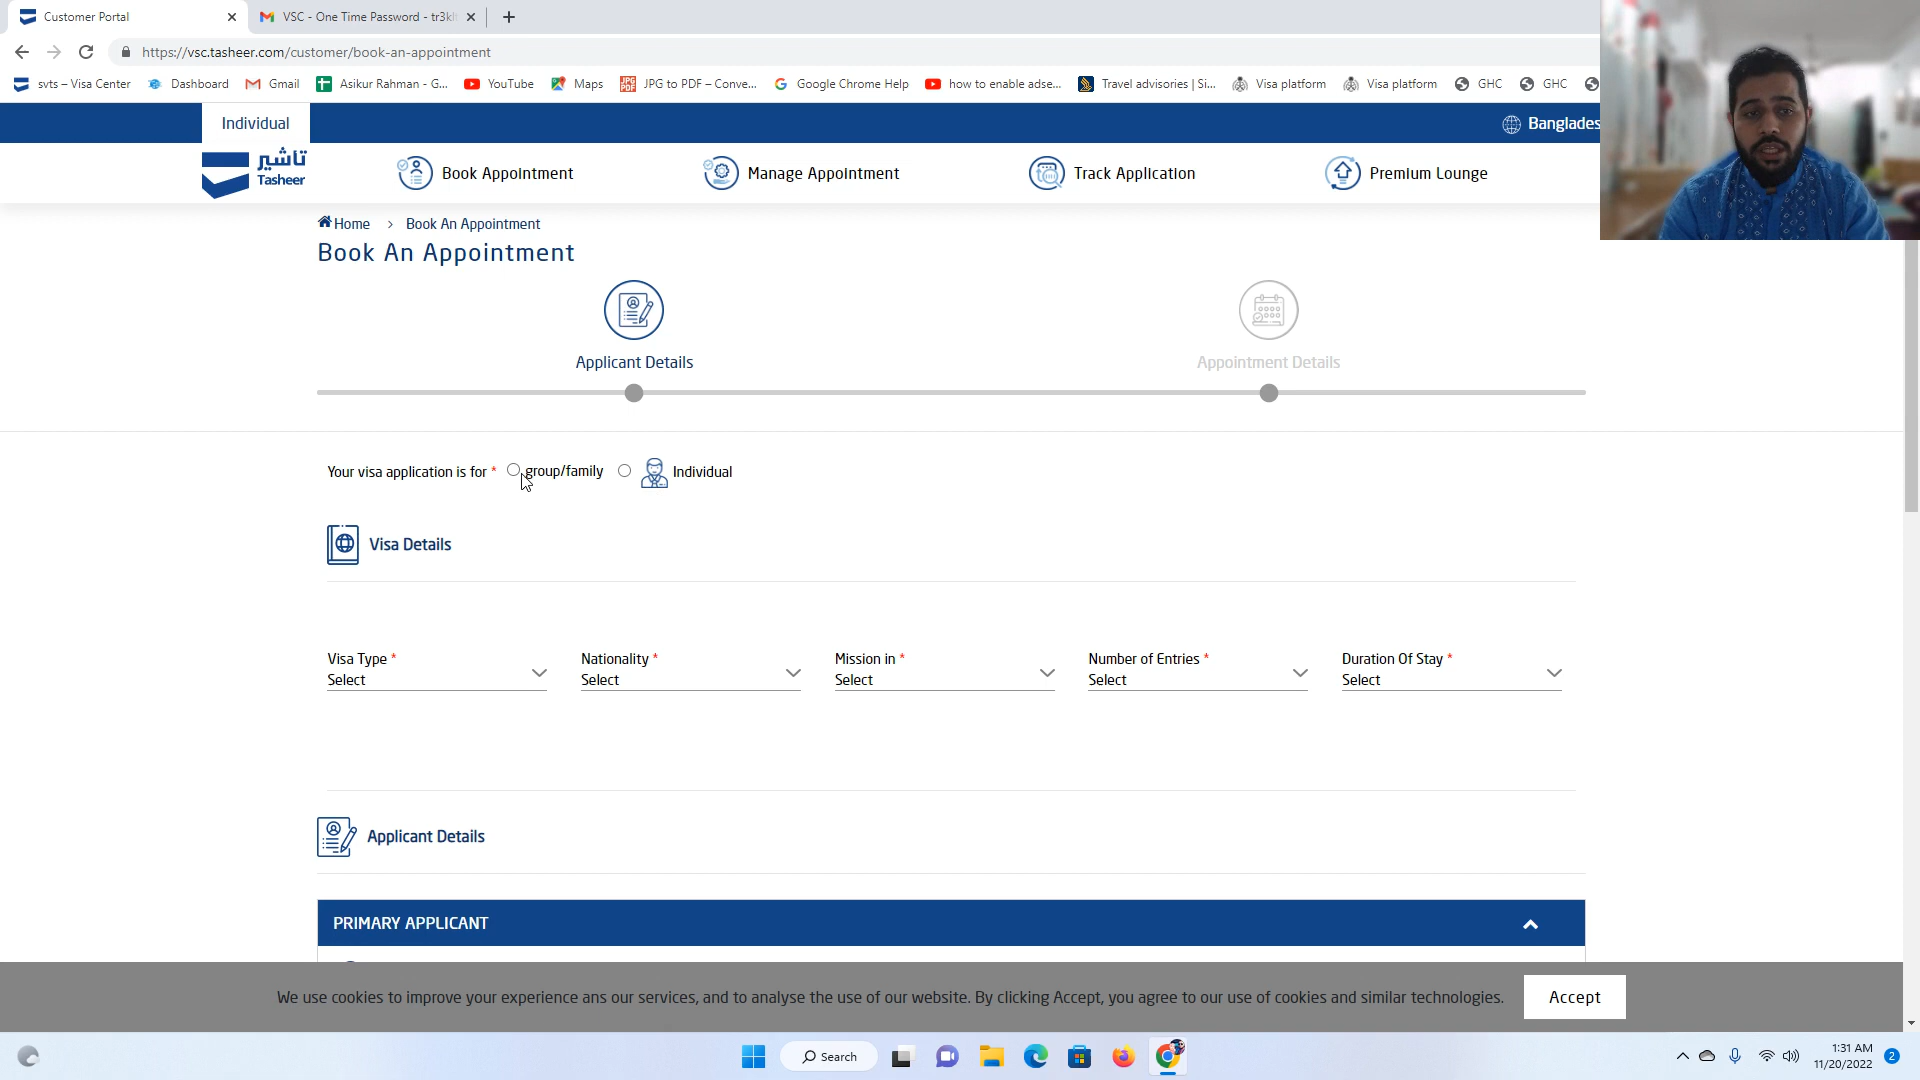 Customer Portal
VSC - One Time Password - tr3kl
https://vsc.tasheer.com/customer/book-an-appointment
svts – Visa Center
Dashboard
Gmail
Asikur Rahman - G...
YouTube
Maps
JPG to PDF – Conve...
Google Chrome Help
how to enable adse...
Travel advisories | Si...
Visa platform
Visa platform
GHC
GHC
Individual
Banglades
تاشير
Tasheer
Book Appointment
Manage Appointment
Track Application
Premium Lounge
Home > Book An Appointment
Book An Appointment
Applicant Details
Appointment Details
Your visa application is for * group/family Individual
Visa Details
Visa Type * Nationality * Mission in * Number of Entries * Duration Of Stay *
Select Select Select Select Select
Applicant Details
PRIMARY APPLICANT
We use cookies to improve your experience ans our services, and to analyse the use of our website. By clicking Accept, you agree to our use of cookies and similar technologies.
Accept
Search
1:31 AM
11/20/2022
2